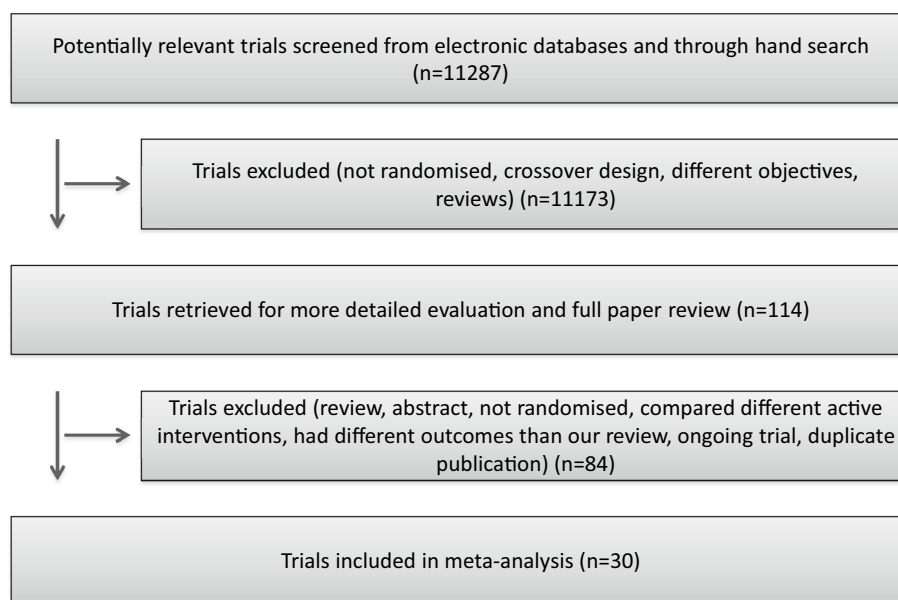 Potentially relevant trials screened from electronic databases and through hand search
(n=11287)
Trials excluded (not randomised, crossover design, different objectives,
reviews) (n=11173)
Trials retrieved for more detailed evaluation and full paper review (n=114)
Trials excluded (review, abstract, not randomised, compared different active
interventions, had different outcomes than our review, ongoing trial, duplicate
publication) (n=84)
Trials included in meta-analysis (n=30)